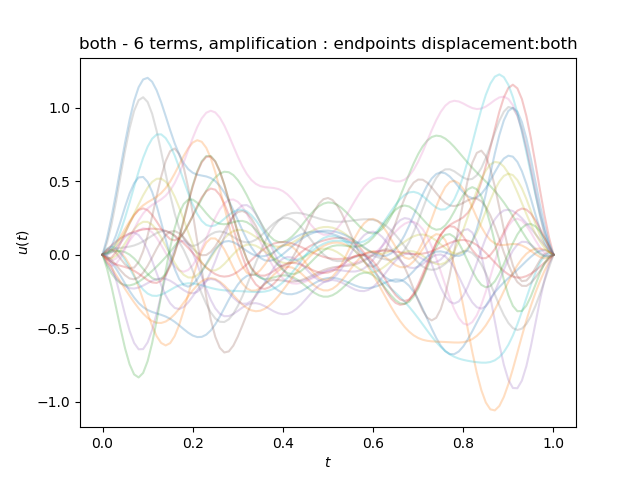 both - 6 terms, amplification : endpoints displacement:both
1.0
0.5
0.0
−0.5
−1.0
u(t)
0.0 0.2 0.4 0.6 0.8 1.0
t